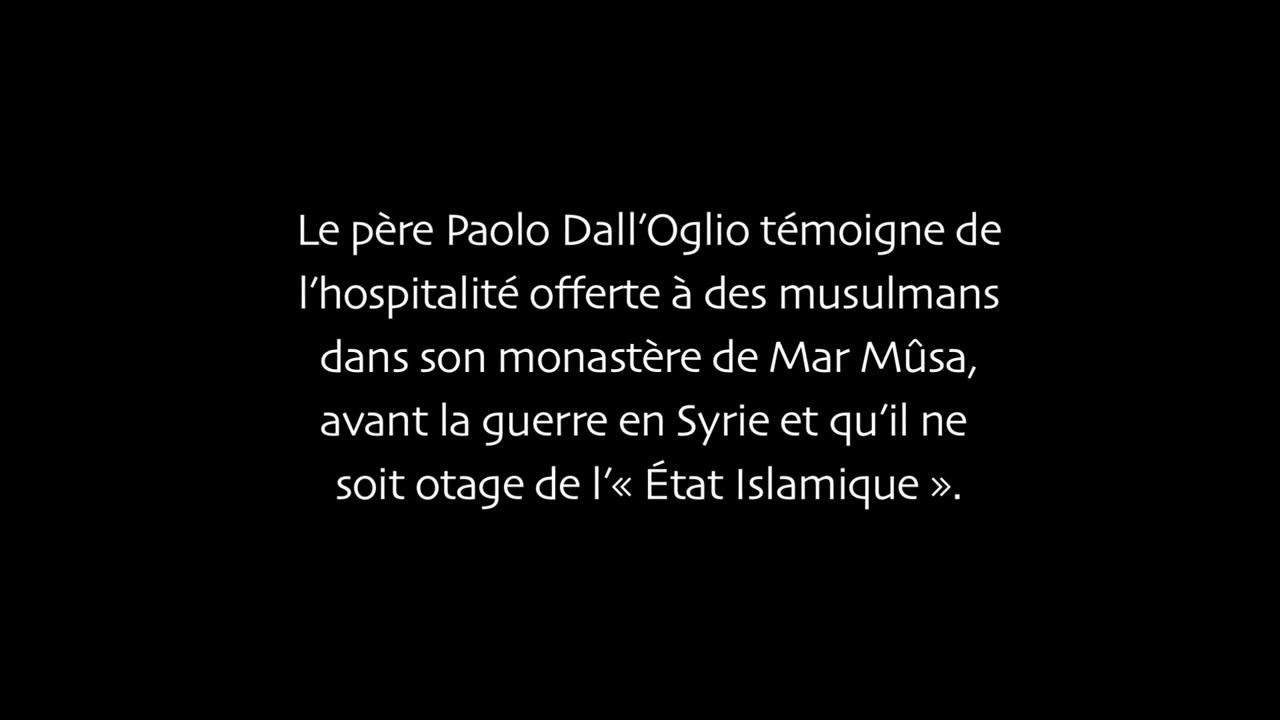 Le père Paolo Dall’Oglio témoigne de
l’hospitalité offerte à des musulmans
dans son monastère de Mar Mûsa,
avant la guerre en Syrie et qu’il ne
soit otage de l’« État Islamique ».